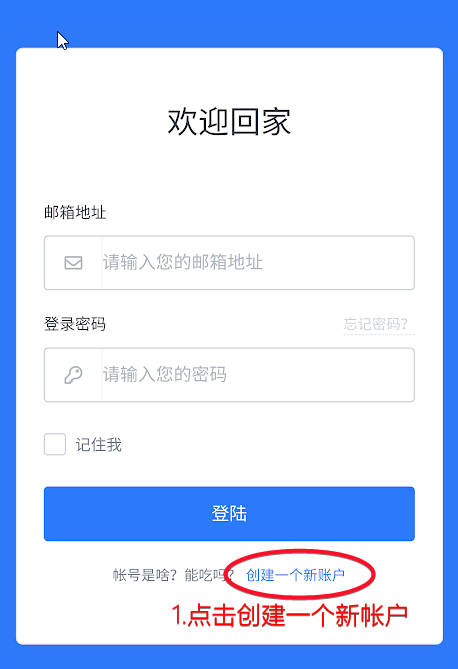 欢迎回家
邮箱地址
请输入您的邮箱地址
登录密码 忘记密码?
请输入您的密码
记住我
登陆
帐号是啥？能吃吗？ 创建一个新账户
1.点击创建一个新帐户